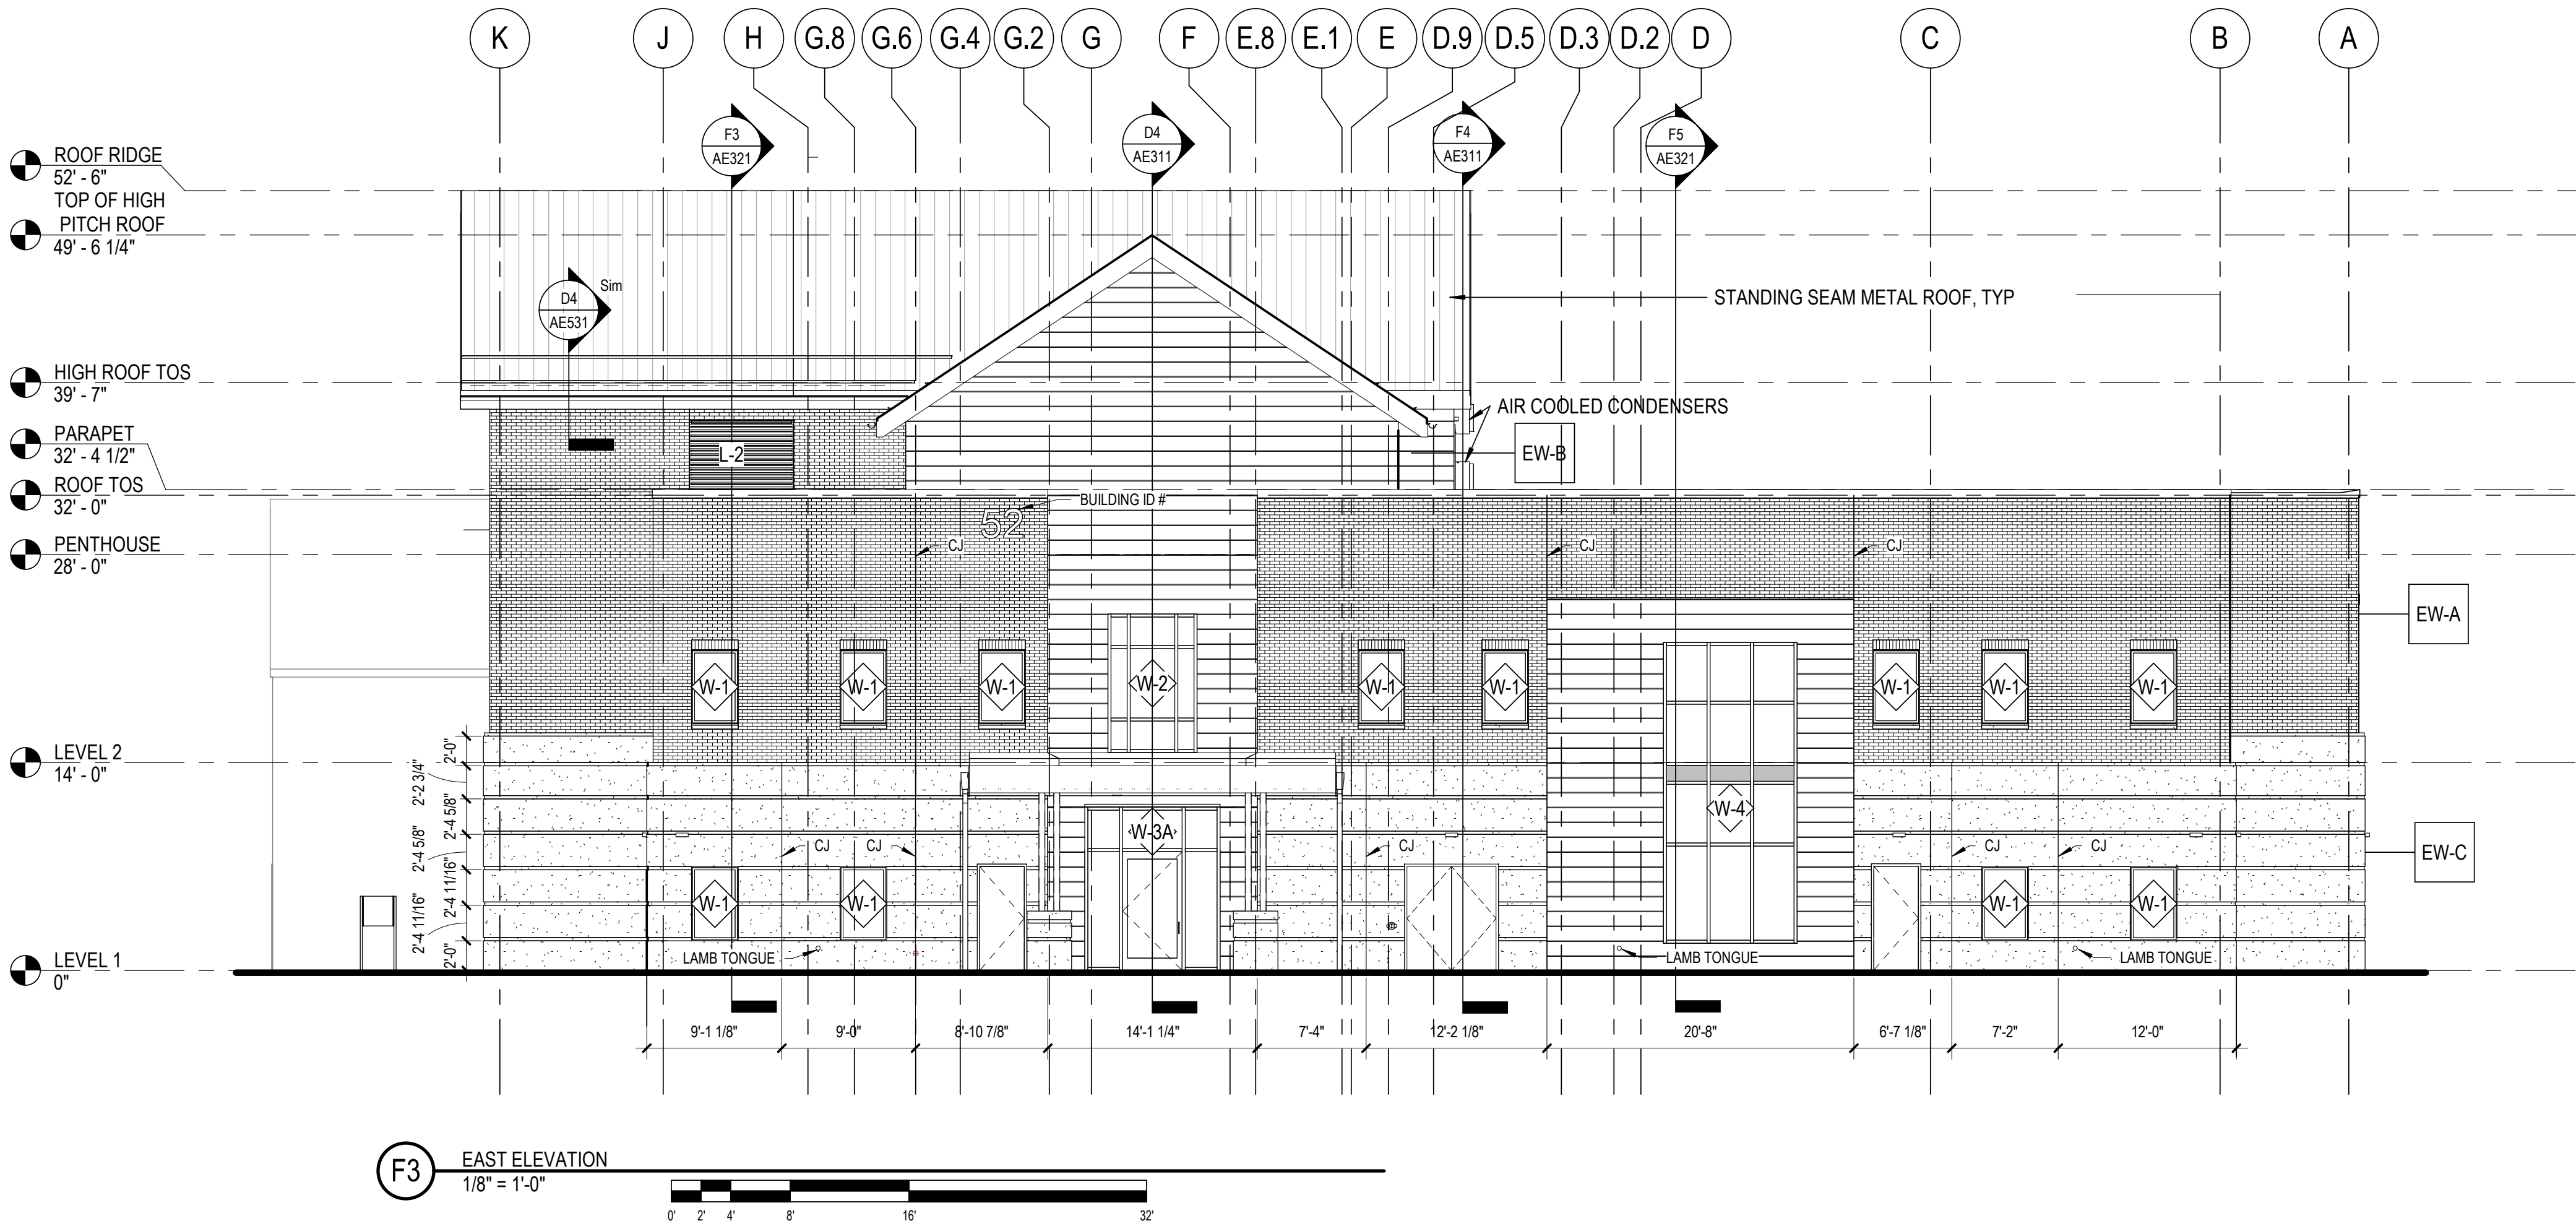 K J H G.8 G.6 G.4 G.2 G F E.8 E.1 E D.9 D.5 D.3 D.2 D C B A
F3
AE321
D4
AE311
F4
AE311
F5
AE321
ROOF RIDGE
52' - 6"
TOP OF HIGH
PITCH ROOF
49' - 6 1/4"
D4
AE531
Sim
STANDING SEAM METAL ROOF, TYP
HIGH ROOF TOS
39' - 7"
AIR COOLED CONDENSERS
PARAPET
32' - 4 1/2"
L-2
EW-B
ROOF TOS
32' - 0"
BUILDING ID #
52
PENTHOUSE
28' - 0"
CJ CJ CJ
EW-A
W-1 W-1 W-1 W-2 W-1 W-1 W-1 W-1 W-1
LEVEL 2
14' - 0"
2'-0"
2'-2 3/4"
2'-4 5/8"
2'-4 5/8"
2'-4 11/16"
2'-4 11/16"
2'-0"
W-4
W-3A
CJ CJ CJ CJ CJ
EW-C
W-1 W-1 W-1 W-1
LAMB TONGUE LAMB TONGUE LAMB TONGUE
LEVEL 1
0"
9'-1 1/8" 9'-0" 8'-10 7/8" 14'-1 1/4" 7'-4" 12'-2 1/8" 20'-8" 6'-7 1/8" 7'-2" 12'-0"
F3
EAST ELEVATION
1/8" = 1'-0"
0' 2' 4' 8' 16' 32'